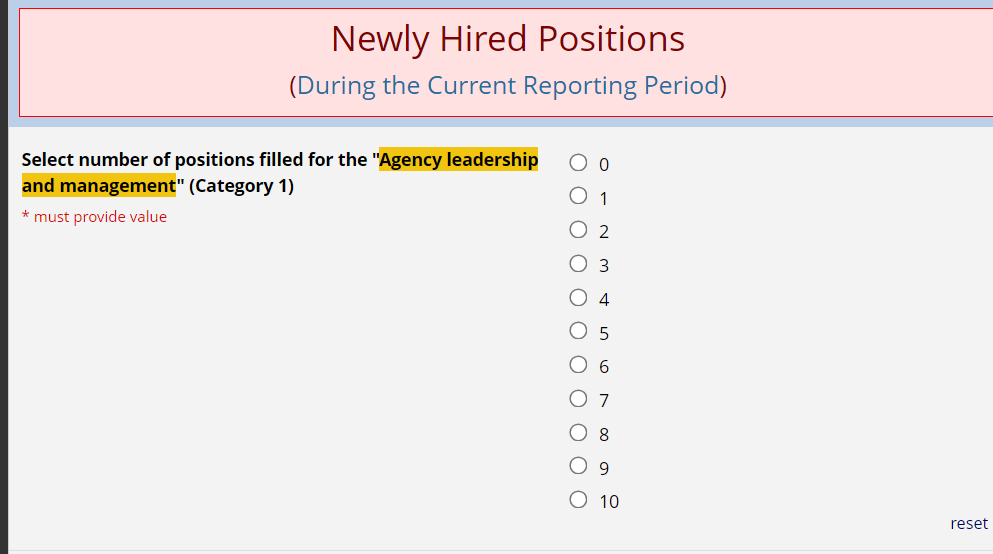 Newly Hired Positions
(During the Current Reporting Period)
Select number of positions filled for the "Agency leadership
and management" (Category 1)
* must provide value
0
1
2
3
4
5
6
7
8
9
10
reset